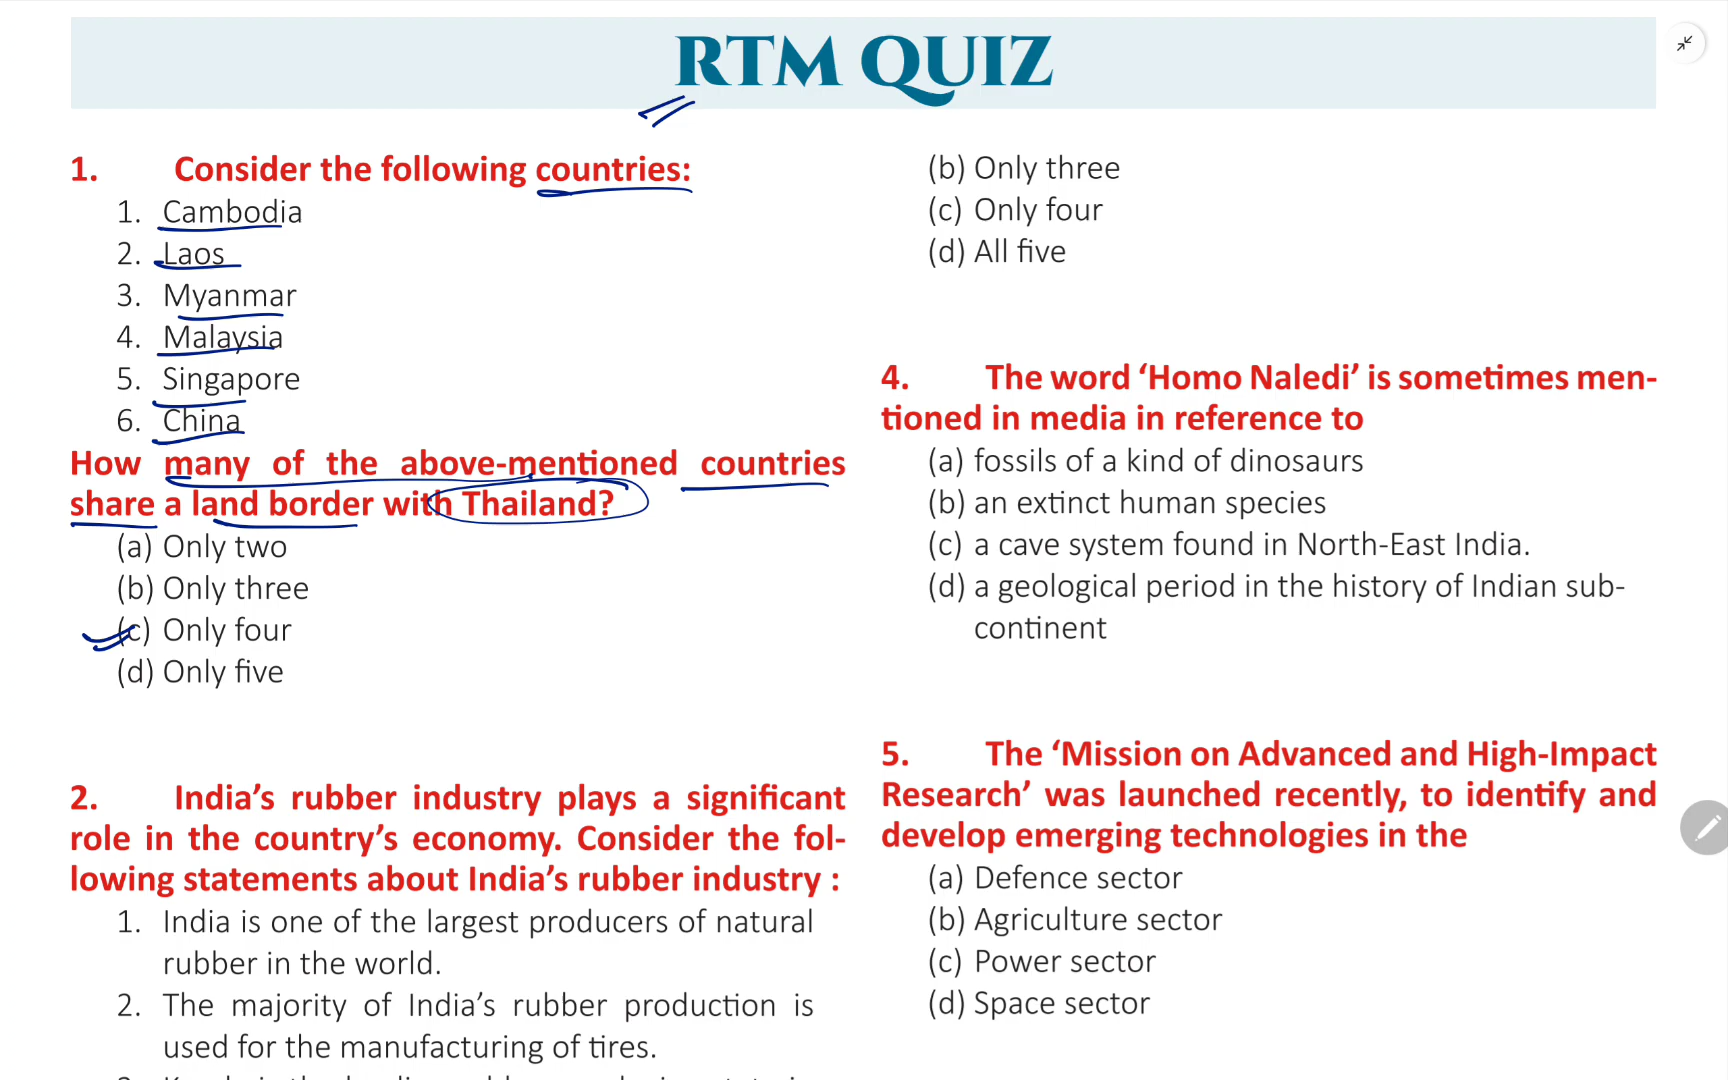 RTM QUIZ
1. Consider the following countries:
1. Cambodia
2. Laos
3. Myanmar
4. Malaysia
5. Singapore
6. China
How many of the above-mentioned countries
share a land border with Thailand?
(a) Only two
(b) Only three
(c) Only four
(d) Only five
2. India’s rubber industry plays a significant
role in the country’s economy. Consider the fol-
lowing statements about India’s rubber industry :
1. India is one of the largest producers of natural
rubber in the world.
2. The majority of India’s rubber production is
used for the manufacturing of tires.
(b) Only three
(c) Only four
(d) All five
4. The word ‘Homo Naledi’ is sometimes men-
tioned in media in reference to
(a) fossils of a kind of dinosaurs
(b) an extinct human species
(c) a cave system found in North-East India.
(d) a geological period in the history of Indian sub-
continent
5. The ‘Mission on Advanced and High-Impact
Research’ was launched recently, to identify and
develop emerging technologies in the
(a) Defence sector
(b) Agriculture sector
(c) Power sector
(d) Space sector